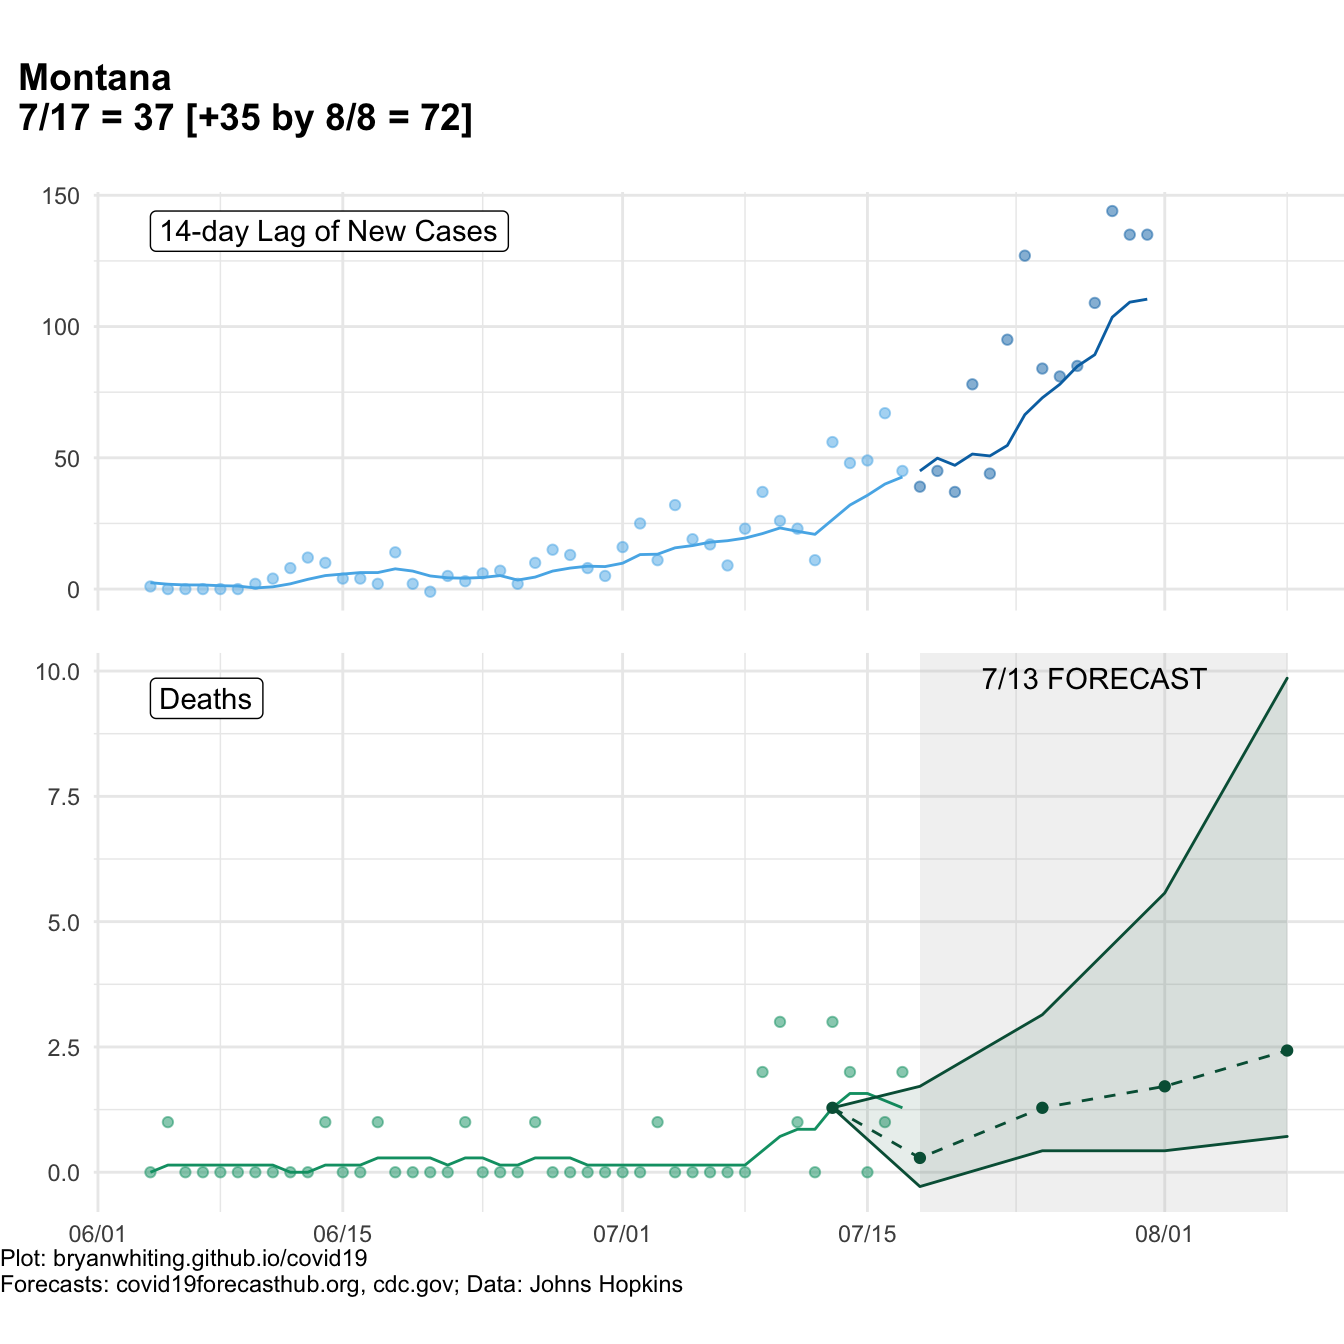 Montana
7/17 = 37 [+35 by 8/8 = 72]
150
14-day Lag of New Cases
100
50
0
10.0
7/13 FORECAST
Deaths
7.5
5.0
2.5
0.0
06/01 06/15 07/01 07/15 08/01
Plot: bryanwhiting.github.io/covid19
Forecasts: covid19forecasthub.org, cdc.gov; Data: Johns Hopkins